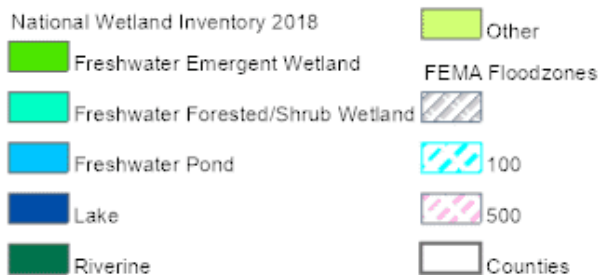 National Wetland Inventory 2018
Freshwater Emergent Wetland
Freshwater Forested/Shrub Wetland
Freshwater Pond
Lake
Riverine
Other
FEMA Floodzones
100
500
Counties